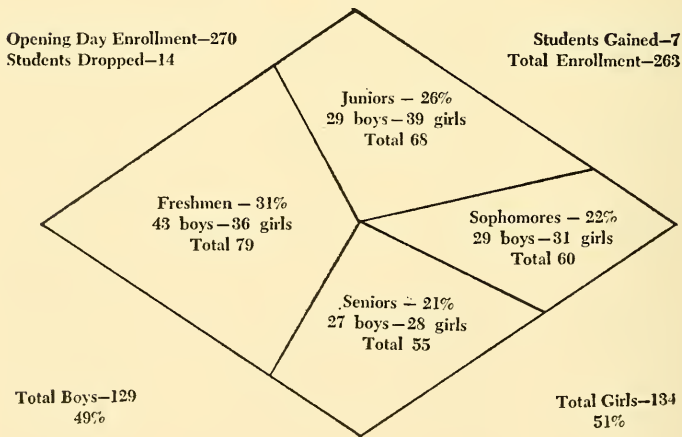 Opening Day Enrollment—270
Students Dropped—14
Students Gained—7
Total Enrollment—263
Juniors — 26%
29 boys—39 girls
Total 68
Freshmen — 31%
43 boys—36 girls
Total 79
Sophomores — 22%
29 boys—31 girls
Total 60
Seniors — 21%
27 boys—28 girls
Total 55
Total Boys—129
49%
Total Girls—134
51%